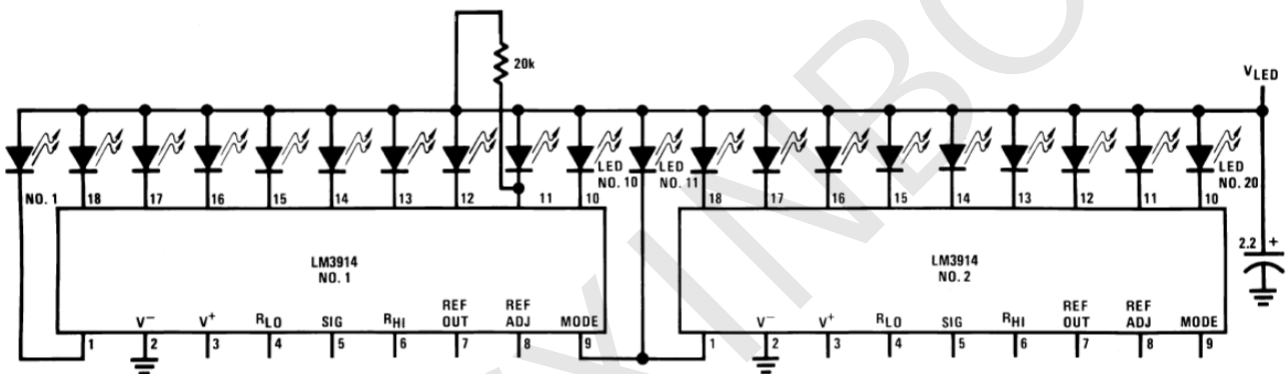 20k
VLED
LED NO. 10
LED NO. 11
LED NO. 20
NO. 1 18 17 16 15 14 13 12 11 10
18 17 16 15 14 13 12 11 10
2.2 +
LM3914
NO. 1
LM3914
NO. 2
V− V+ RLO SIG RHI REF OUT REF ADJ MODE
1 2 3 4 5 6 7 8 9
V− V+ RLO SIG RHI REF OUT REF ADJ MODE
1 2 3 4 5 6 7 8 9